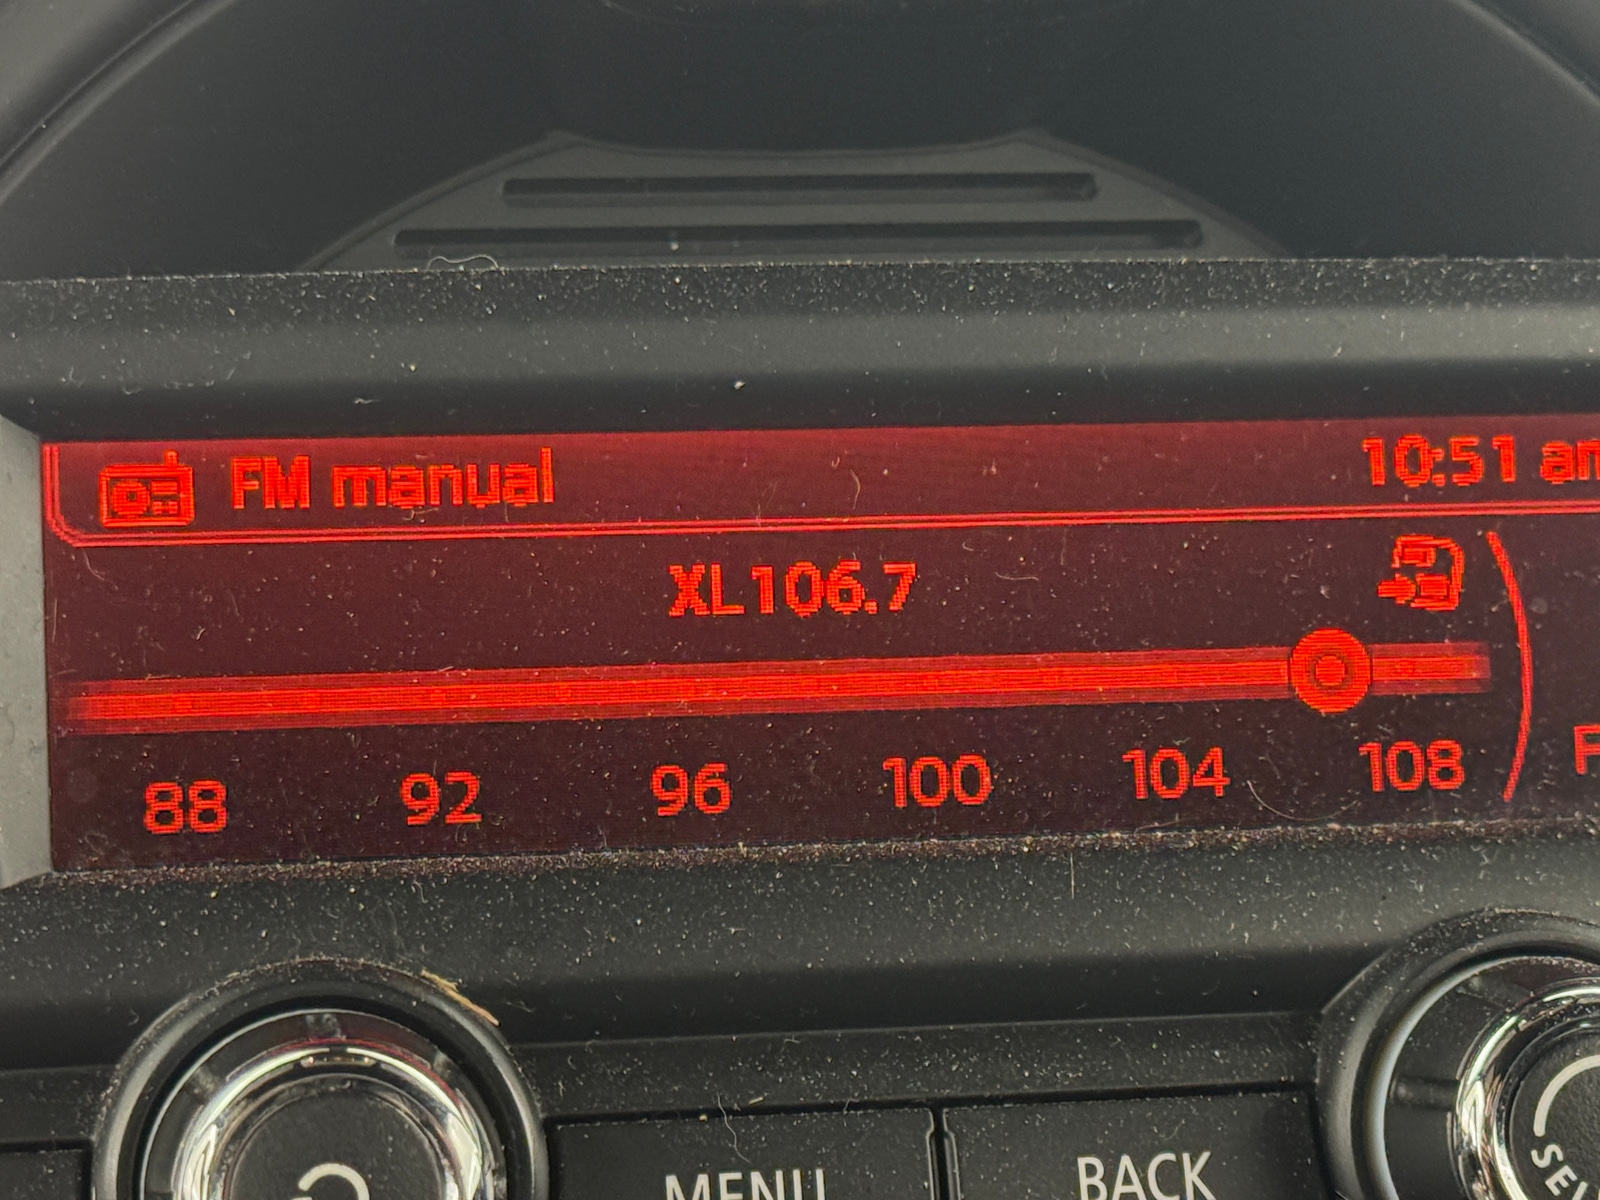 FM manual 10:51 am
XL106.7
88 92 96 100 104 108
MENU BACK